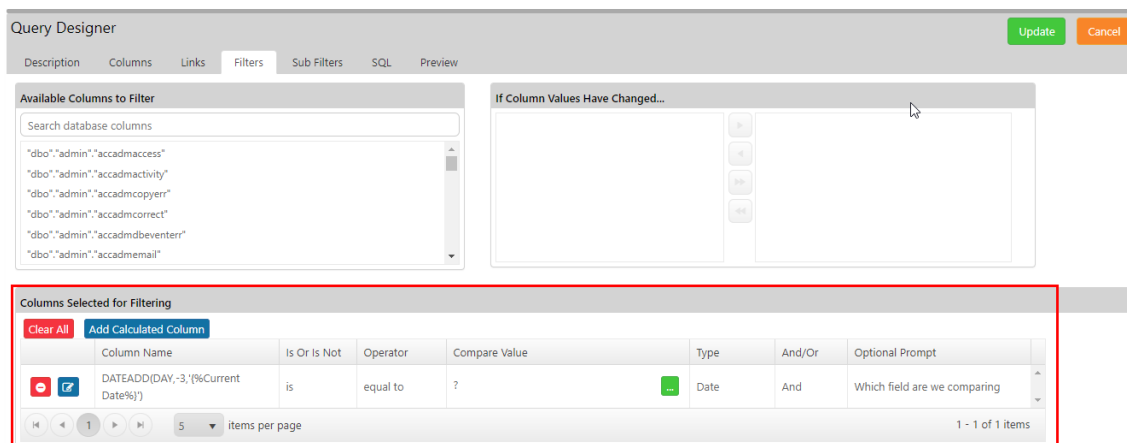 Query Designer
Update
Cancel
Description Columns Links Filters Sub Filters SQL Preview
Available Columns to Filter
If Column Values Have Changed...
Search database columns
"dbo"."admin"."accadmaccess"
"dbo"."admin"."accadmactivity"
"dbo"."admin"."accadmcopyerr"
"dbo"."admin"."accadmcorrect"
"dbo"."admin"."accadmdbeventerr"
"dbo"."admin"."accadmemail"
Columns Selected for Filtering
Clear All Add Calculated Column
Column Name Is Or Is Not Operator Compare Value Type And/Or Optional Prompt
DATEADD(DAY,-3,'{%Current
Date%}') is equal to ? ... Date And Which field are we comparing
1 5 items per page 1 - 1 of 1 items